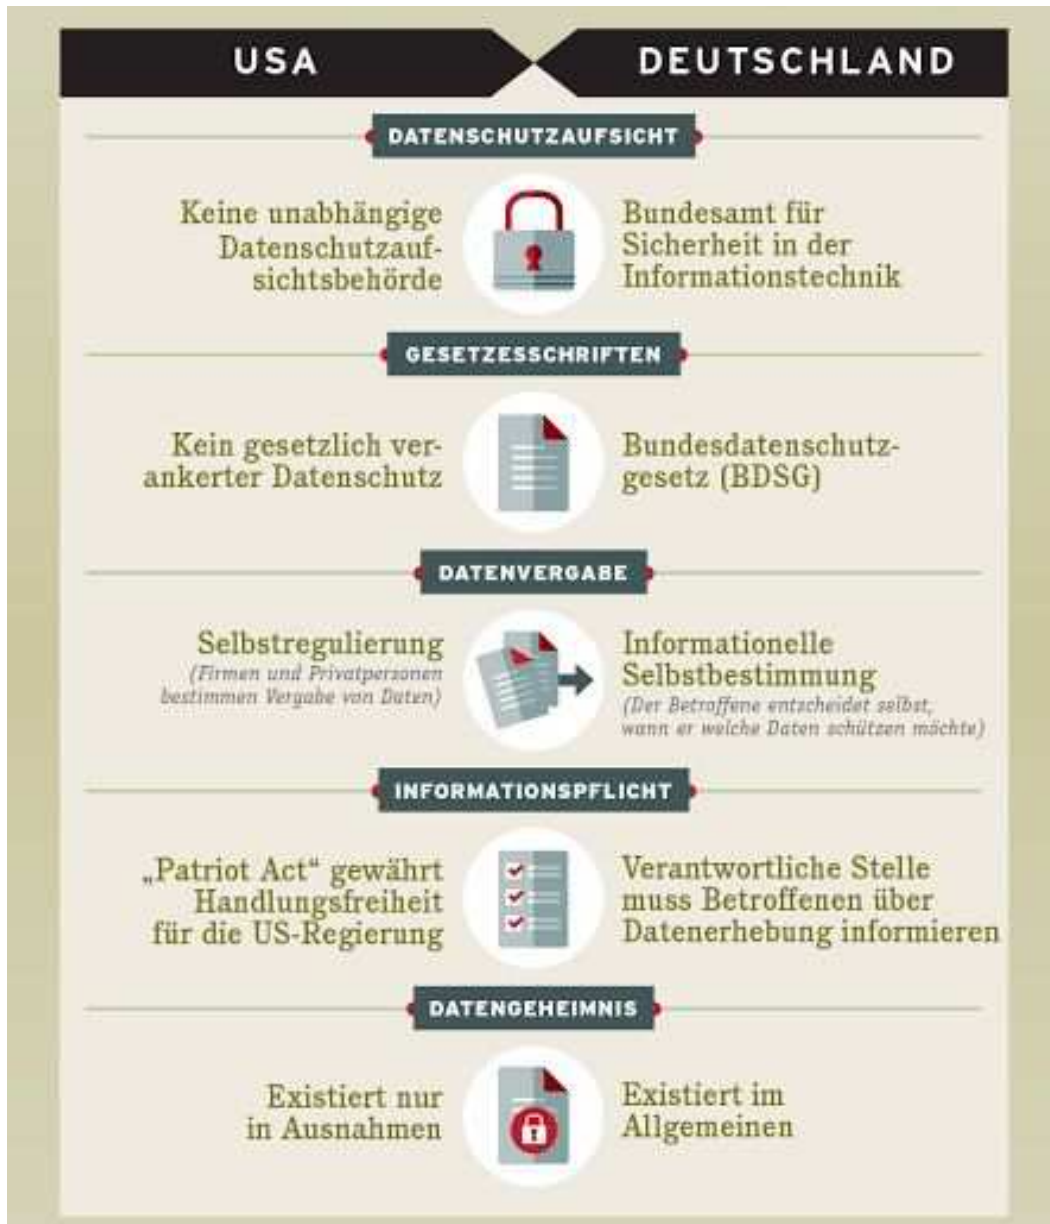 USA
DEUTSCHLAND
DATENSCHUTZAUFSICHT
Keine unabhängige
Datenschutzauf-
sichtsbehörde
Bundesamt für
Sicherheit in der
Informationstechnik
GESETZESSCHRIFTEN
Kein gesetzlich ver-
ankerter Datenschutz
Bundesdatenschutz-
gesetz (BDSG)
DATENVERGABE
Selbstregulierung
(Firmen und Privatpersonen
bestimmen Vergabe von Daten)
Informationelle
Selbstbestimmung
(Der Betroffene entscheidet selbst,
wann er welche Daten schützen möchte)
INFORMATIONSPFLICHT
„Patriot Act“ gewährt
Handlungsfreiheit
für die US-Regierung
Verantwortliche Stelle
muss Betroffenen über
Datenerhebung informieren
DATENGEHEIMNIS
Existiert nur
in Ausnahmen
Existiert im
Allgemeinen